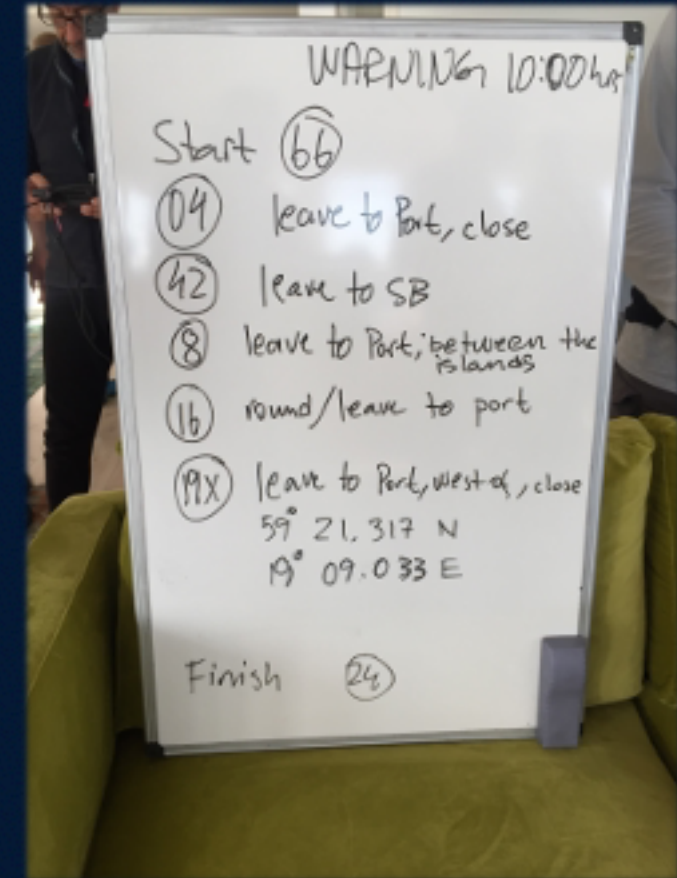 WARNING 10:00 hrs
Start 66
04 leave to Port, close
42 leave to SB
8 leave to Port, between the
islands
16 round/leave to port
19X leave to Port, west of, close
59° 21.317 N
19° 09.033 E
Finish 24